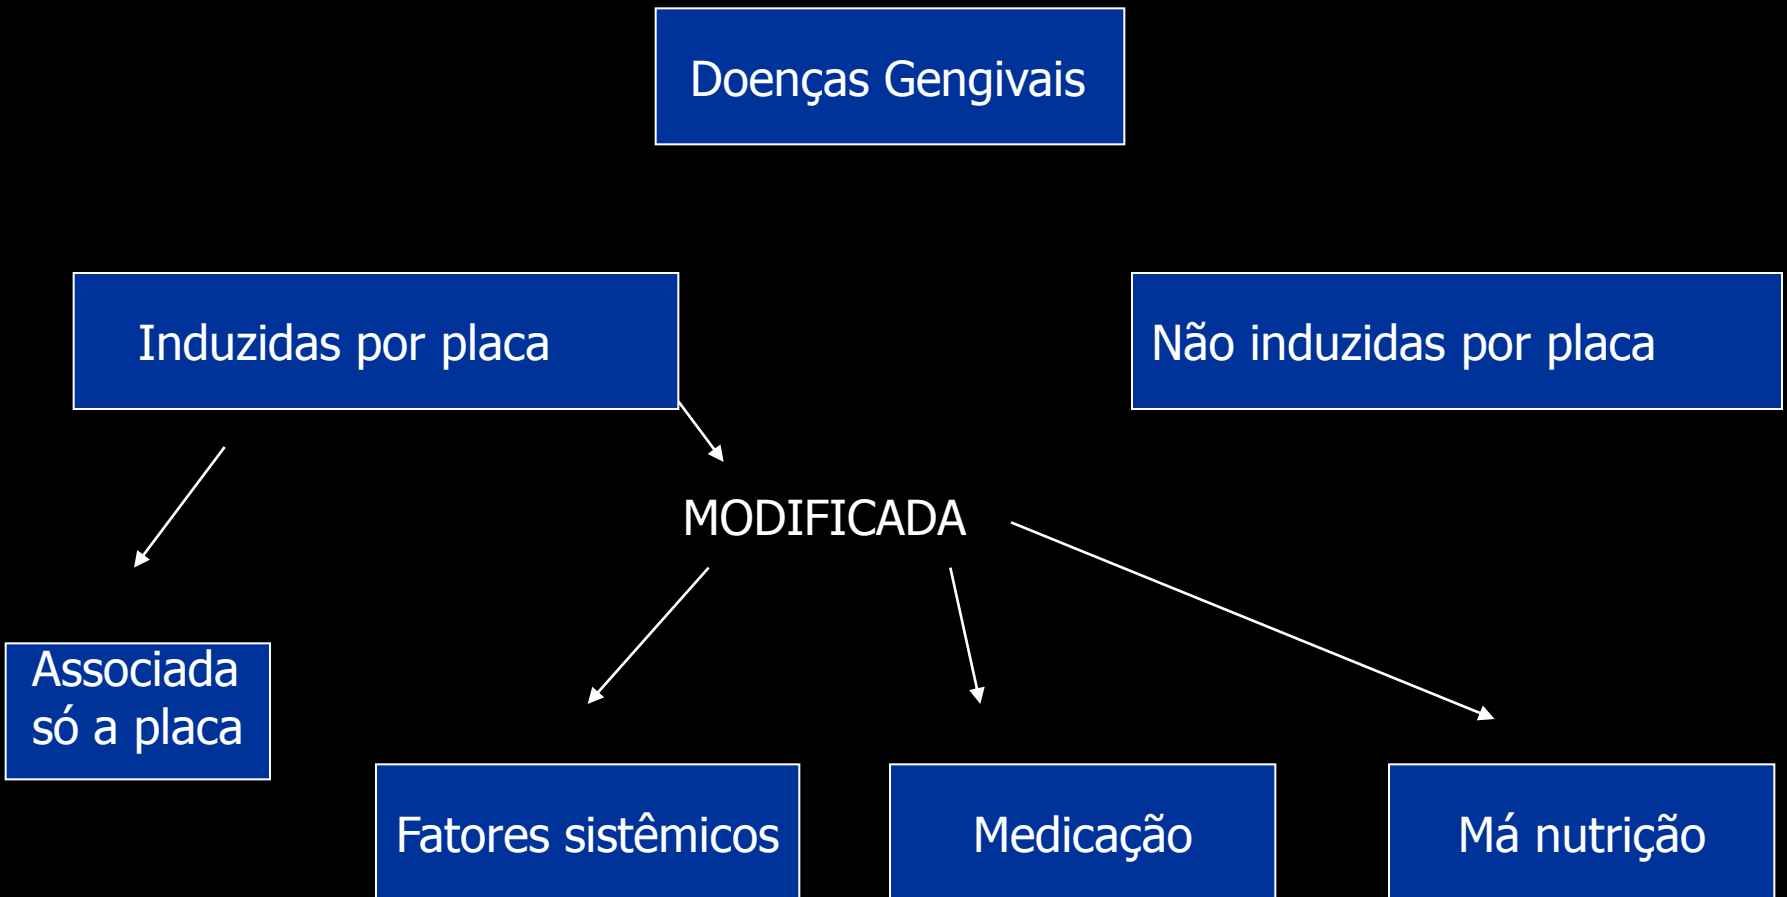 Doenças Gengivais
Induzidas por placa
Não induzidas por placa
MODIFICADA
Associada
só a placa
Fatores sistêmicos
Medicação
Má nutrição